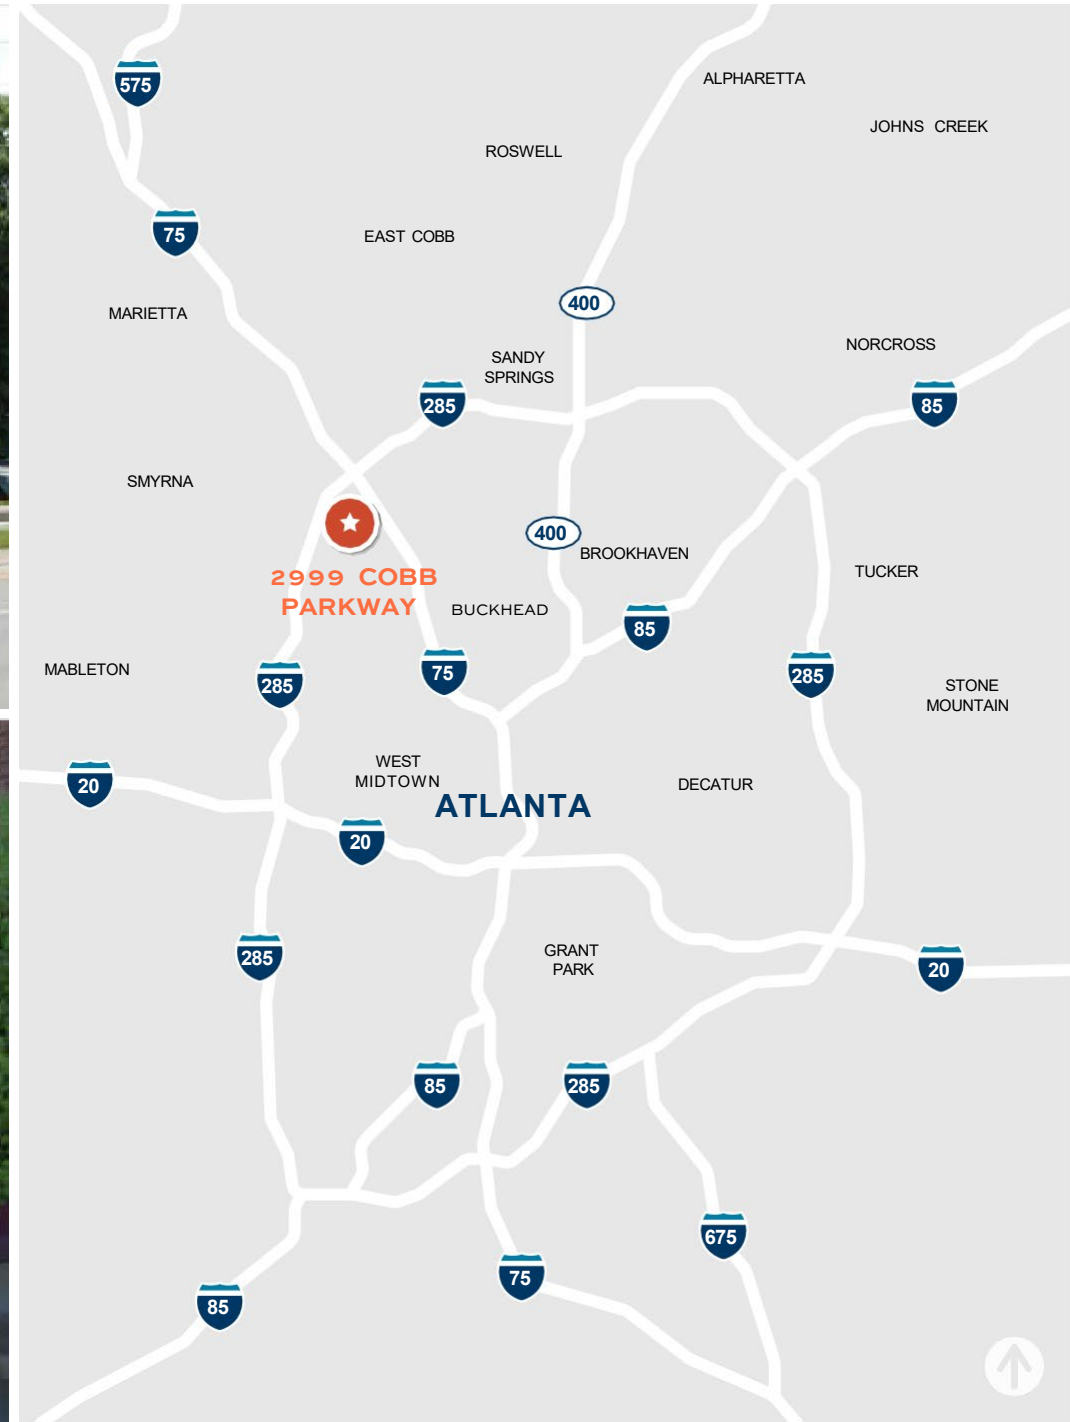 ALPHARETTA
575
JOHNS CREEK
ROSWELL
75
EAST COBB
400
MARIETTA
NORCROSS
SANDY
SPRINGS
285
85
SMYRNA
400
BROOKHAVEN
TUCKER
2999 COBB
PARKWAY
BUCKHEAD
85
MABLETON
75
285
285
STONE
MOUNTAIN
WEST
MIDTOWN
20
DECATUR
ATLANTA
20
GRANT
PARK
285
20
85
285
675
75
85